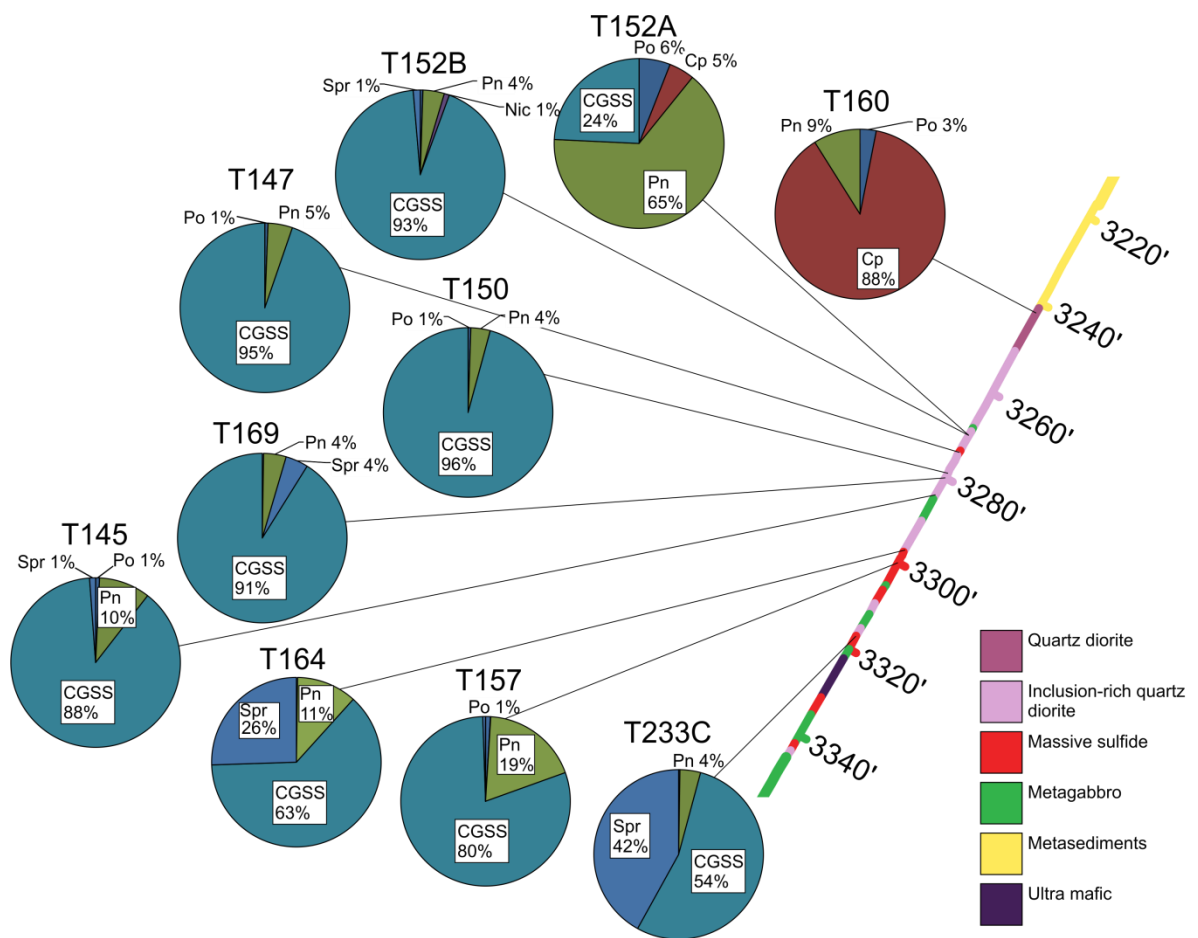 T152A
Po 6%
Cp 5%
CGSS
24%
Pn
65%
T152B
Spr 1%
Pn 4%
Nic 1%
CGSS
93%
T160
Pn 9%
Po 3%
Cp
88%
T147
Po 1%
Pn 5%
CGSS
95%
T150
Po 1%
Pn 4%
CGSS
96%
T169
Pn 4%
Spr 4%
CGSS
91%
T145
Spr 1%
Po 1%
Pn
10%
CGSS
88%
T164
Spr
26%
Pn
11%
CGSS
63%
T157
Po 1%
Pn
19%
CGSS
80%
T233C
Pn 4%
Spr
42%
CGSS
54%
3220'
3240'
3260'
3280'
3300'
3320'
3340'
Quartz diorite
Inclusion-rich quartz
diorite
Massive sulfide
Metagabbro
Metasediments
Ultra mafic